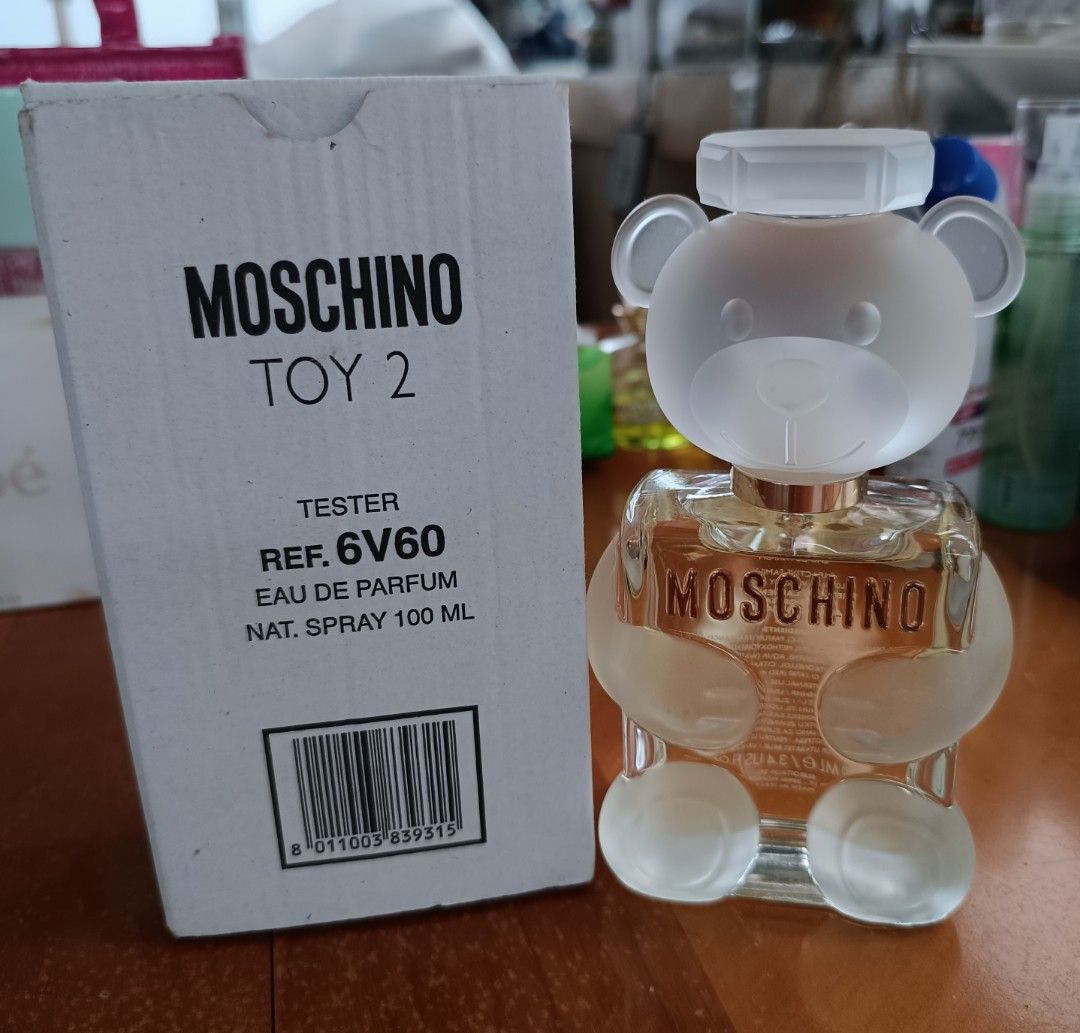 MOSCHINO
TOY 2
TESTER
REF. 6V60
EAU DE PARFUM
NAT. SPRAY 100 ML
8 011003 839315
MOSCHINO